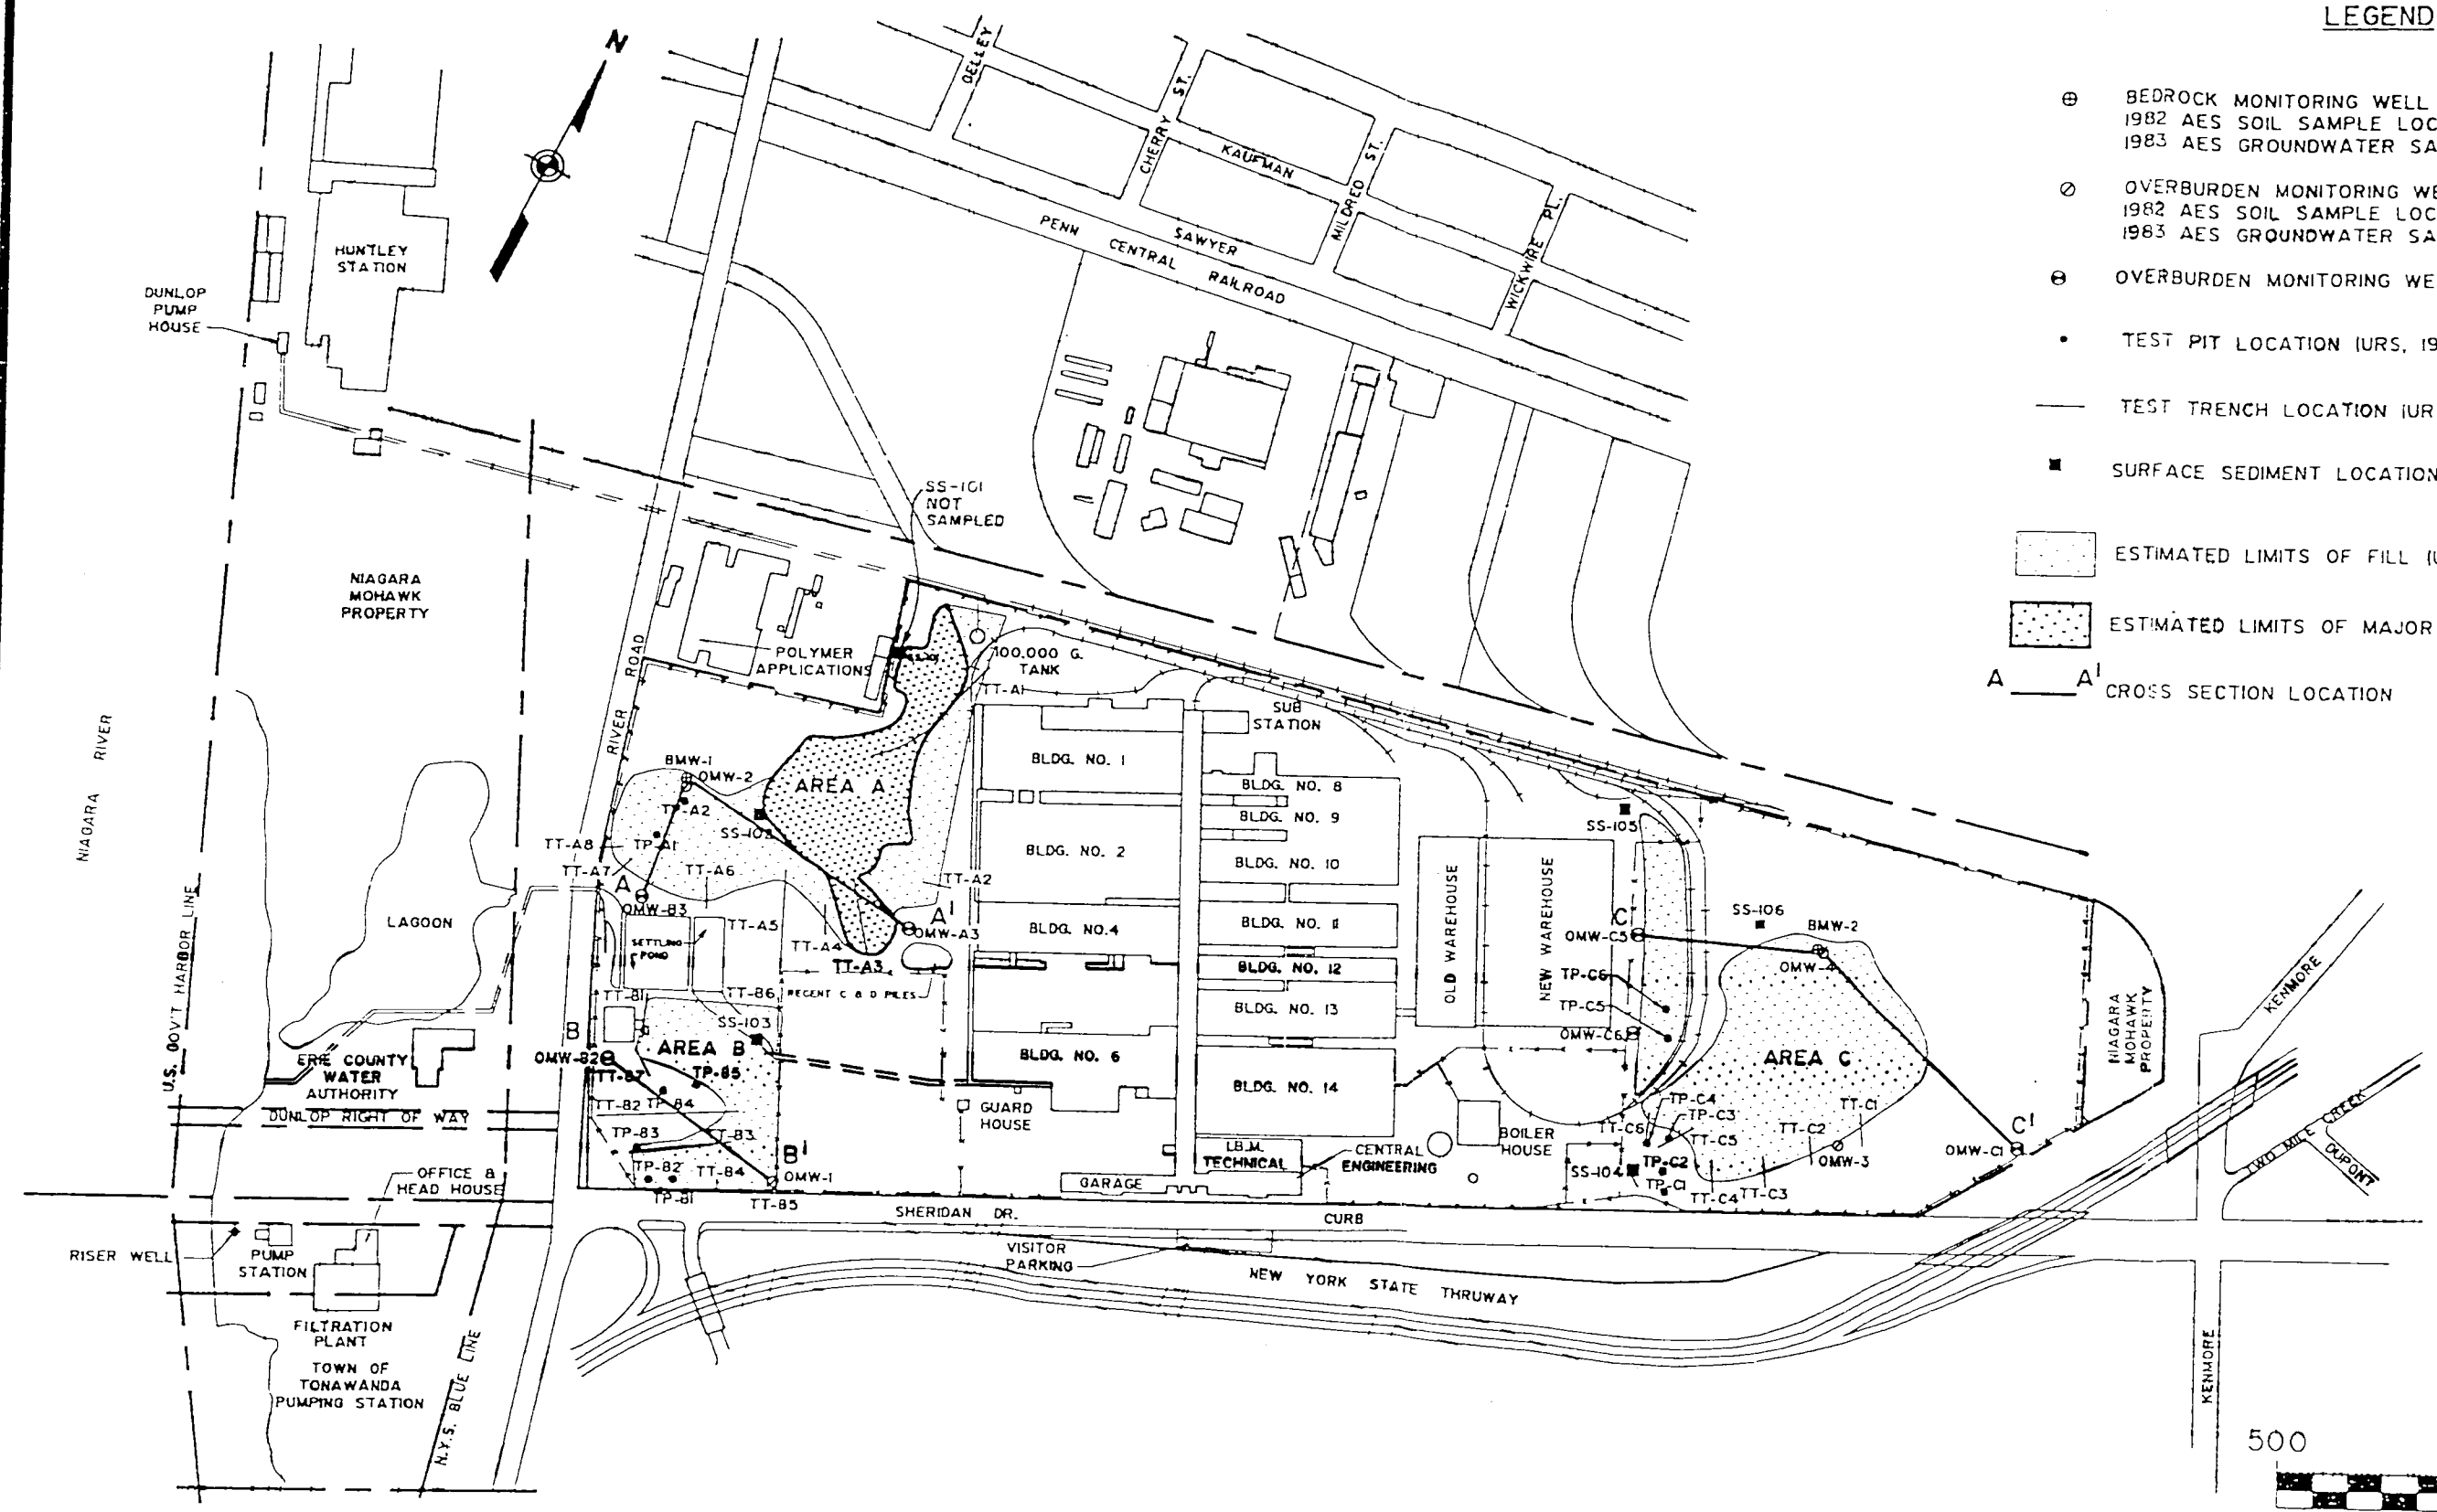 LEGEND
BEDROCK MONITORING WELL
1982 AES SOIL SAMPLE LOC
1983 AES GROUNDWATER SA
OVERBURDEN MONITORING WE
1982 AES SOIL SAMPLE LOC
1983 AES GROUNDWATER SA
OVERBURDEN MONITORING WE
TEST PIT LOCATION (URS, 19
TEST TRENCH LOCATION (UR
SURFACE SEDIMENT LOCATION
ESTIMATED LIMITS OF FILL (U
ESTIMATED LIMITS OF MAJOR
A A' CROSS SECTION LOCATION
N
DELLEY
CHERRY ST.
KAUFMAN
MILDRED ST.
SAWYER
WICKWIRE PL.
PENN CENTRAL RAILROAD
HUNTLEY
STATION
DUNLOP
PUMP
HOUSE
NIAGARA
MOHAWK
PROPERTY
NIAGARA RIVER
U.S. GOV'T HARBOR LINE
RIVER ROAD
SS-101
NOT
SAMPLED
POLYMER
APPLICATIONS
100,000 G.
TANK
TT-A1
SUB
STATION
BMW-1
OMW-2
AREA A
TT-A2
SS-102
TT-A8
TP-A1
TT-A7
TT-A6
TT-A2
A
OMW-B3
A'
OMW-A3
LAGOON
SETTLING
POND
TT-A5
TT-A4
TT-A3
RECENT C & D PILES
TT-B1
TT-B6
SS-103
B
AREA B
OMW-B2
TT-B7
TP-B5
TT-B2
TP-B4
TP-B3
TT-B3
TP-B2
TT-B4
B'
OMW-1
TP-B1
TT-B5
BLDG. NO. 1
BLDG. NO. 2
BLDG. NO.4
BLDG. NO. 6
BLDG. NO. 8
BLDG. NO. 9
BLDG. NO. 10
BLDG. NO. 11
BLDG. NO. 12
BLDG. NO. 13
BLDG. NO. 14
OLD WAREHOUSE
NEW WAREHOUSE
SS-105
SS-106
C
OMW-C5
BMW-2
OMW-4
TP-C6
TP-C5
OMW-C6
AREA C
TP-C4
TP-C3
TT-C6
TT-C5
TT-C2
TT-C1
OMW-3
C'
OMW-C1
TP-C2
SS-104
TP-C1
TT-C4
TT-C3
NIAGARA
MOHAWK
PROPERTY
KENMORE
TWO MILE CREEK
DUPONT
KENMORE
ERIE COUNTY
WATER
AUTHORITY
DUNLOP RIGHT OF WAY
OFFICE &
HEAD HOUSE
RISER WELL
PUMP
STATION
FILTRATION
PLANT
TOWN OF
TONAWANDA
PUMPING STATION
N.Y.S. BLUE LINE
GUARD
HOUSE
GARAGE
I.B.M.
TECHNICAL
CENTRAL
ENGINEERING
BOILER
HOUSE
SHERIDAN DR.
CURB
VISITOR
PARKING
NEW YORK STATE THRUWAY
500